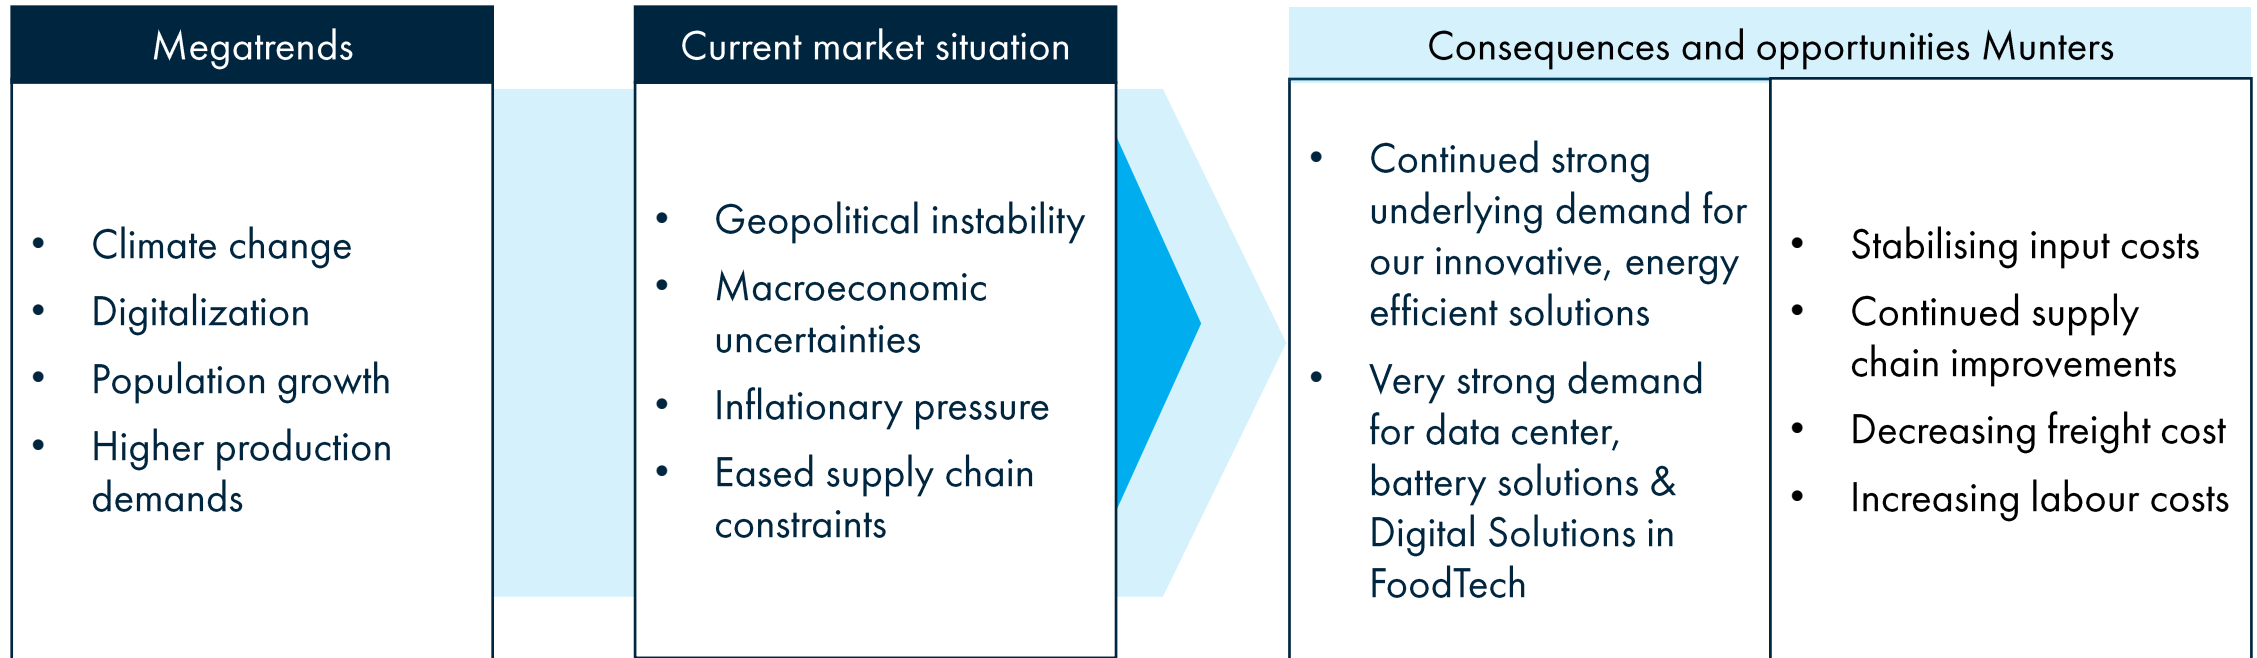 Megatrends
• Climate change
• Digitalization
• Population growth
• Higher production
demands
Current market situation
• Geopolitical instability
• Macroeconomic
uncertainties
• Inflationary pressure
• Eased supply chain
constraints
Consequences and opportunities Munters
• Continued strong
underlying demand for
our innovative, energy
efficient solutions
• Very strong demand
for data center,
battery solutions &
Digital Solutions in
FoodTech
• Stabilising input costs
• Continued supply
chain improvements
• Decreasing freight cost
• Increasing labour costs